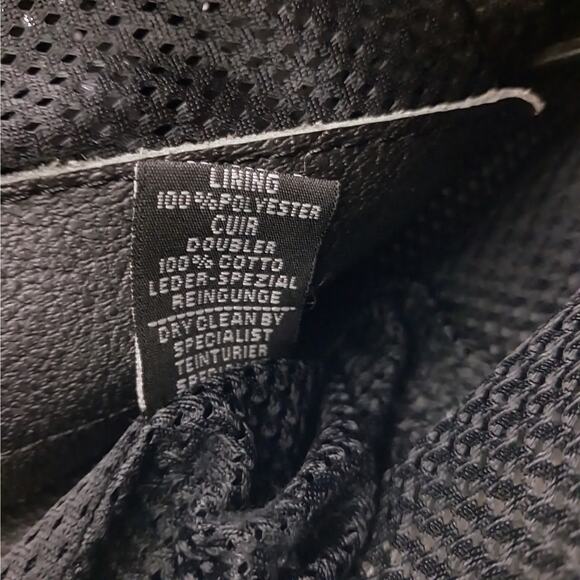 LINING
100% POLYESTER
CUIR
DOUBLER
100% COTTO
LEDER-SPEZIAL
REINGUNGE
DRY CLEAN BY
SPECIALIST
TEINTURIER